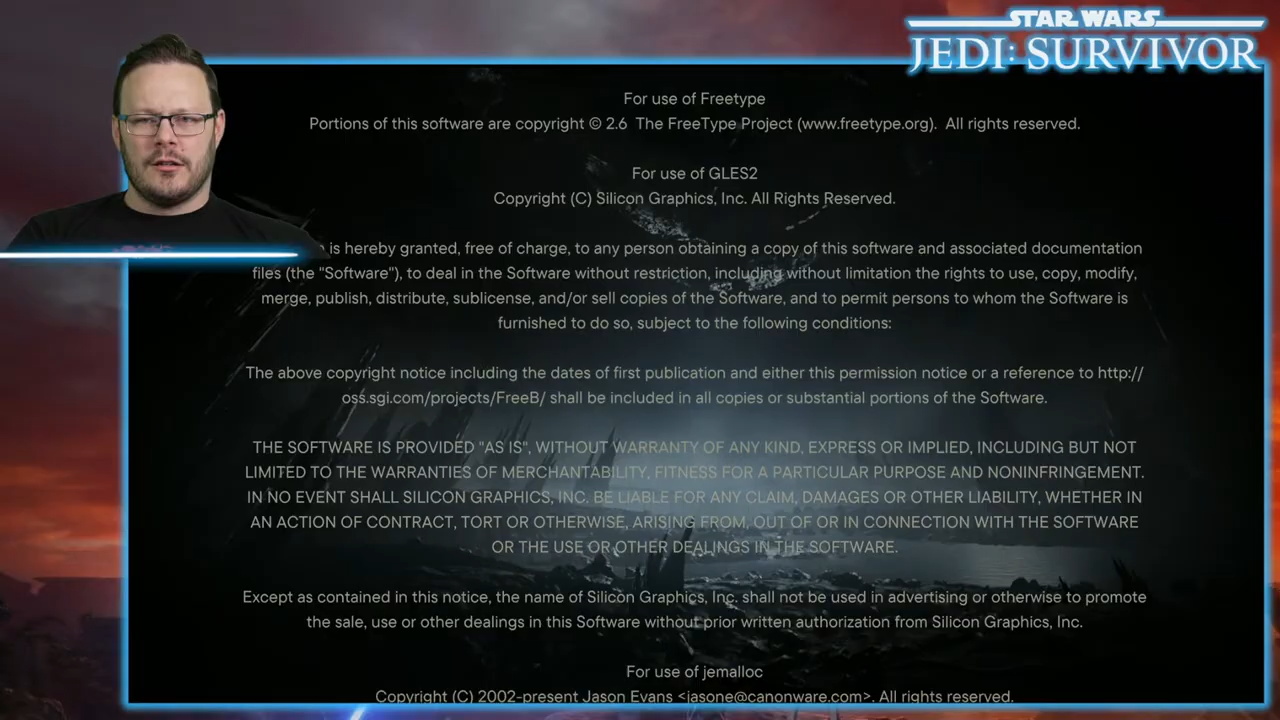 STAR WARS
JEDI: SURVIVOR
For use of Freetype
Portions of this software are copyright © 2.6 The FreeType Project (www.freetype.org). All rights reserved.
For use of GLES2
Copyright (C) Silicon Graphics, Inc. All Rights Reserved.
is hereby granted, free of charge, to any person obtaining a copy of this software and associated documentation
files (the "Software"), to deal in the Software without restriction, including without limitation the rights to use, copy, modify,
merge, publish, distribute, sublicense, and/or sell copies of the Software, and to permit persons to whom the Software is
furnished to do so, subject to the following conditions:
The above copyright notice including the dates of first publication and either this permission notice or a reference to http://
oss.sgi.com/projects/FreeB/ shall be included in all copies or substantial portions of the Software.
THE SOFTWARE IS PROVIDED "AS IS", WITHOUT WARRANTY OF ANY KIND, EXPRESS OR IMPLIED, INCLUDING BUT NOT
LIMITED TO THE WARRANTIES OF MERCHANTABILITY, FITNESS FOR A PARTICULAR PURPOSE AND NONINFRINGEMENT.
IN NO EVENT SHALL SILICON GRAPHICS, INC. BE LIABLE FOR ANY CLAIM, DAMAGES OR OTHER LIABILITY, WHETHER IN
AN ACTION OF CONTRACT, TORT OR OTHERWISE, ARISING FROM, OUT OF OR IN CONNECTION WITH THE SOFTWARE
OR THE USE OR OTHER DEALINGS IN THE SOFTWARE.
Except as contained in this notice, the name of Silicon Graphics, Inc. shall not be used in advertising or otherwise to promote
the sale, use or other dealings in this Software without prior written authorization from Silicon Graphics, Inc.
For use of jemalloc
Copyright (C) 2002-present Jason Evans <jasone@canonware.com>. All rights reserved.